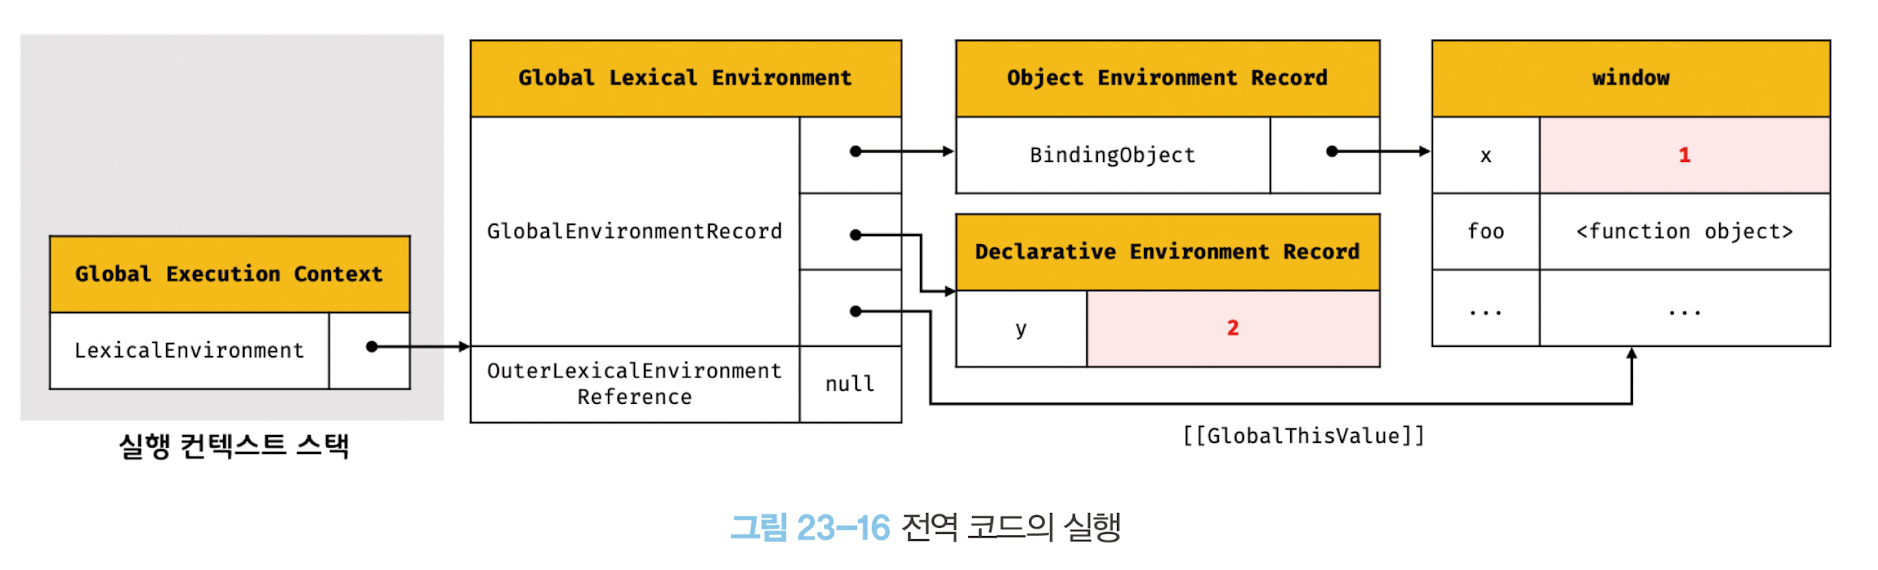 Global Execution Context
LexicalEnvironment
실행 컨텍스트 스택
Global Lexical Environment
GlobalEnvironmentRecord
OuterLexicalEnvironment
Reference
null
Object Environment Record
BindingObject
Declarative Environment Record
y 2
window
x 1
foo <function object>
... ...
[[GlobalThisValue]]
그림 23-16 전역 코드의 실행